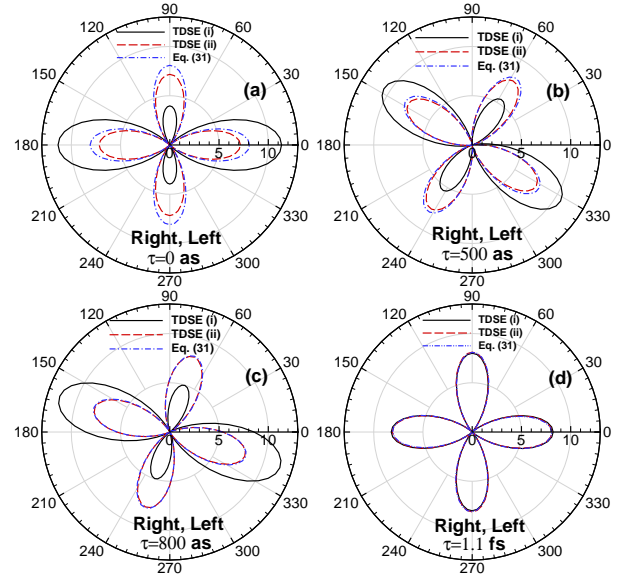 90
TDSE (i)
TDSE (ii)
Eq. (31)
(a)
150
120
60
30
180
0
5
10
0
210
330
Right, Left
τ=0 as
240
300
270
90
TDSE (i)
TDSE (ii)
Eq. (31)
(b)
150
120
60
30
180
0
5
10
0
210
330
Right, Left
τ=500 as
240
300
270
90
TDSE (i)
TDSE (ii)
Eq. (31)
(c)
150
120
60
30
180
0
5
10
0
210
330
Right, Left
τ=800 as
240
300
270
90
TDSE (i)
TDSE (ii)
Eq. (31)
(d)
150
120
60
30
180
0
5
10
0
210
330
Right, Left
τ=1.1 fs
240
300
270